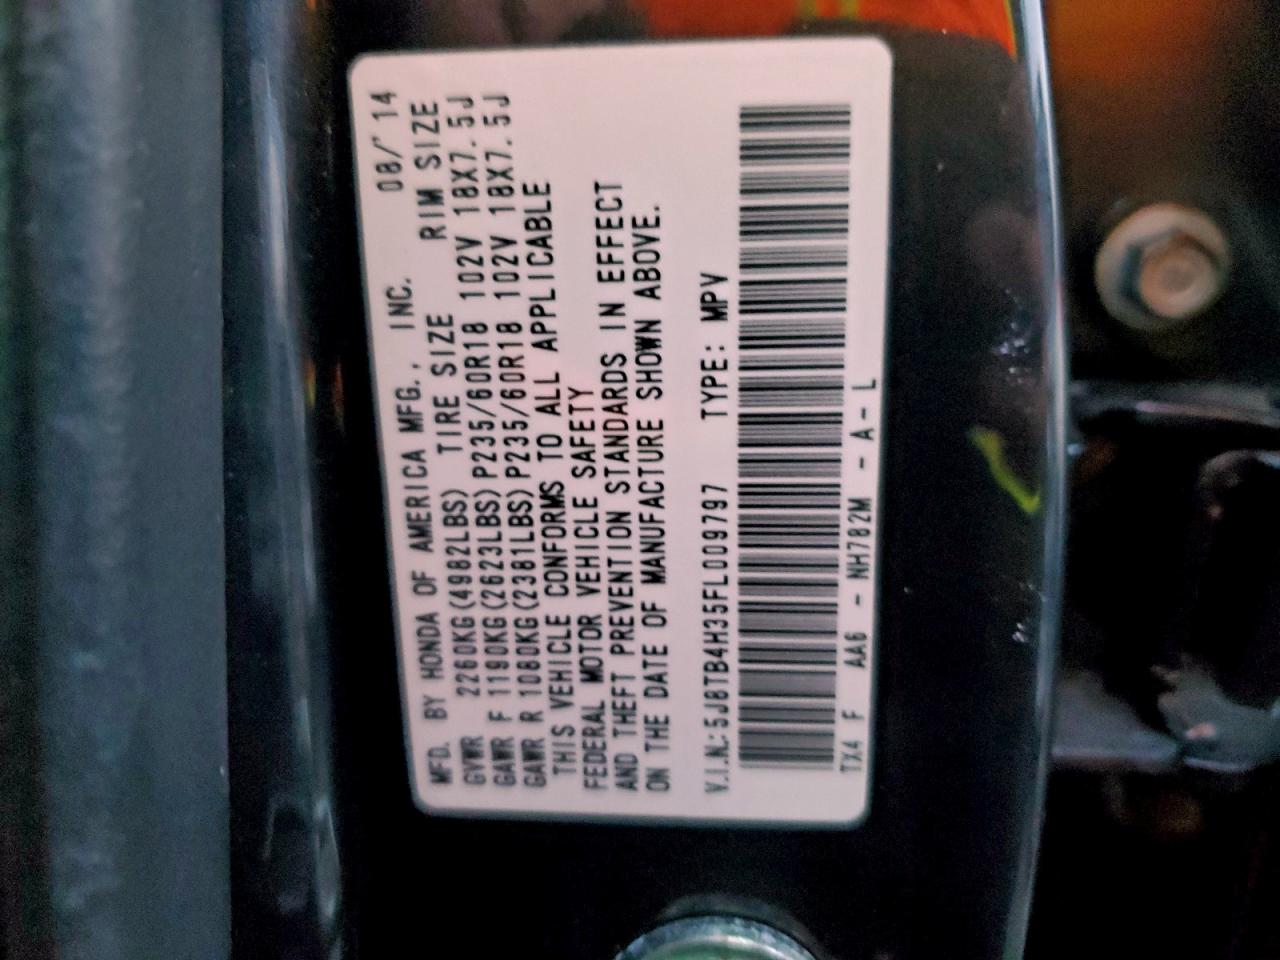 MFD. BY HONDA OF AMERICA MFG., INC. 08/'14
GVWR 2260KG(4982LBS) TIRE SIZE RIM SIZE
GAWR F 1190KG(2623LBS)P235/60R18 102V 18X7.5J
GAWR R 1080KG(2381LBS)P235/60R18 102V 18X7.5J
THIS VEHICLE CONFORMS TO ALL APPLICABLE
FEDERAL MOTOR VEHICLE SAFETY
AND THEFT PREVENTION STANDARDS IN EFFECT
ON THE DATE OF MANUFACTURE SHOWN ABOVE.
V.I.N.:5J8TB4H35FL009797 TYPE: MPV
TX4 F AA6 - NH782M - A - L